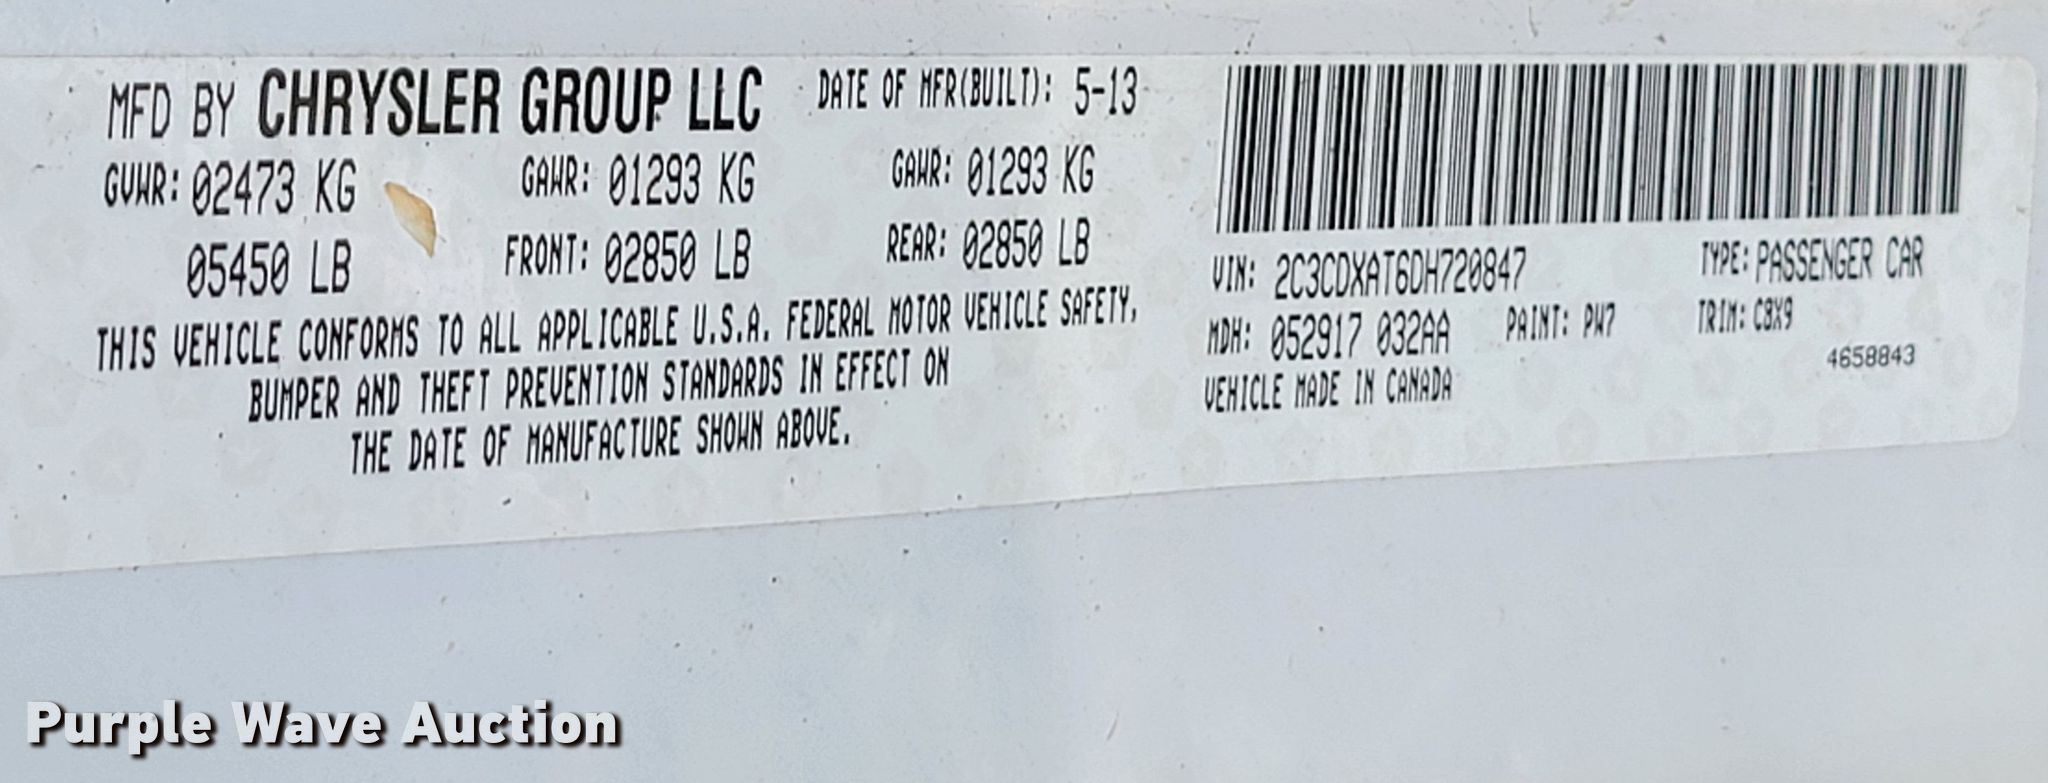 MFD BY CHRYSLER GROUP LLC DATE OF MFR(BUILT): 5-13
GVWR: 02473 KG GAWR: 01293 KG GAWR: 01293 KG
05450 LB FRONT: 02850 LB REAR: 02850 LB
THIS VEHICLE CONFORMS TO ALL APPLICABLE U.S.A. FEDERAL MOTOR VEHICLE SAFETY,
BUMPER AND THEFT PREVENTION STANDARDS IN EFFECT ON
THE DATE OF MANUFACTURE SHOWN ABOVE.
VIN: 2C3CDXAT6DH720847 TYPE: PASSENGER CAR
MDH: 052917 032AA PAINT: PW7 TRIM: C8X9
4658843
VEHICLE MADE IN CANADA
Purple Wave Auction